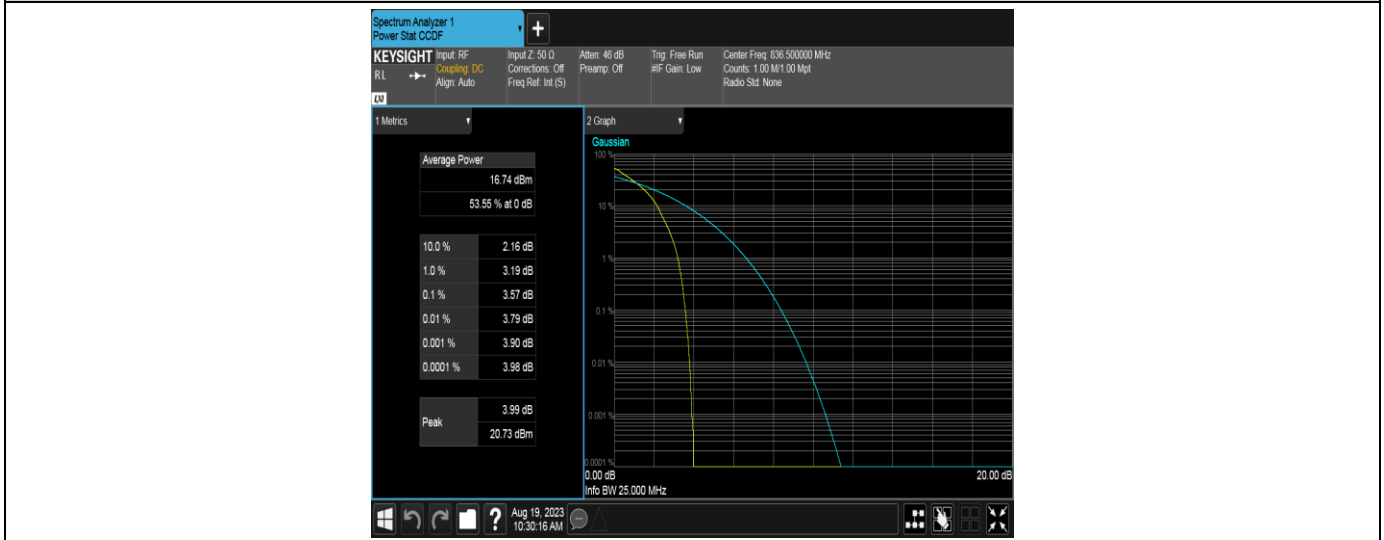 Spectrum Analyzer 1
Power Stat CCDF
+
KEYSIGHT
RL
LXI
Input: RF
Coupling: DC
Align: Auto
Input Z: 50 Ω
Corrections: Off
Freq Ref: Int (S)
Atten: 46 dB
Preamp: Off
Trig: Free Run
#IF Gain: Low
Center Freq: 836.500000 MHz
Counts: 1.00 M/1.00 Mpt
Radio Std: None
1 Metrics
Average Power
16.74 dBm
53.55 % at 0 dB
10.0 % 2.16 dB
1.0 % 3.19 dB
0.1 % 3.57 dB
0.01 % 3.79 dB
0.001 % 3.90 dB
0.0001 % 3.98 dB
Peak
3.99 dB
20.73 dBm
2 Graph
Gaussian
100 %
10 %
1 %
0.1 %
0.01 %
0.001 %
0.0001 %
0.00 dB
20.00 dB
Info BW 25.000 MHz
?
Aug 19, 2023
10:30:16 AM